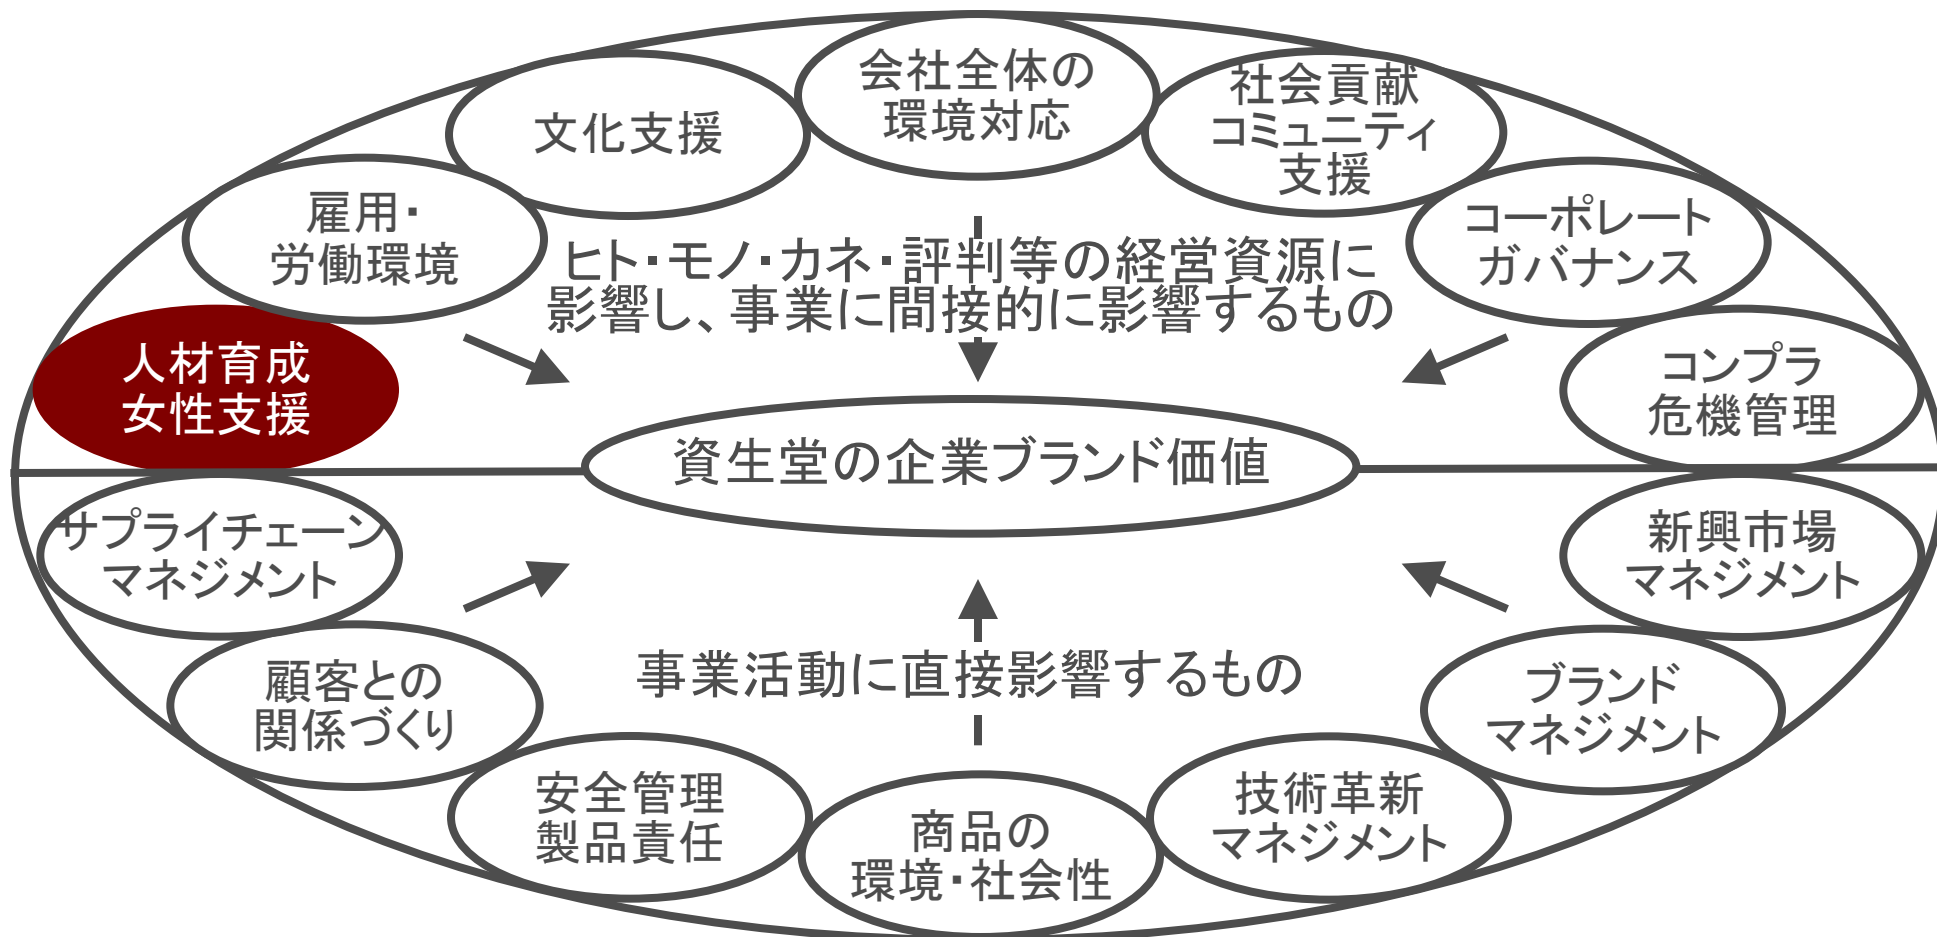 会社全体の
環境対応
文化支援
社会貢献
コミュニティ
支援
雇用・
労働環境
コーポレート
ガバナンス
ヒト・モノ・カネ・評判等の経営資源に
影響し、事業に間接的に影響するもの
人材育成
女性支援
コンプラ
危機管理
資生堂の企業ブランド価値
サプライチェーン
マネジメント
新興市場
マネジメント
事業活動に直接影響するもの
顧客との
関係づくり
ブランド
マネジメント
安全管理
製品責任
技術革新
マネジメント
商品の
環境・社会性